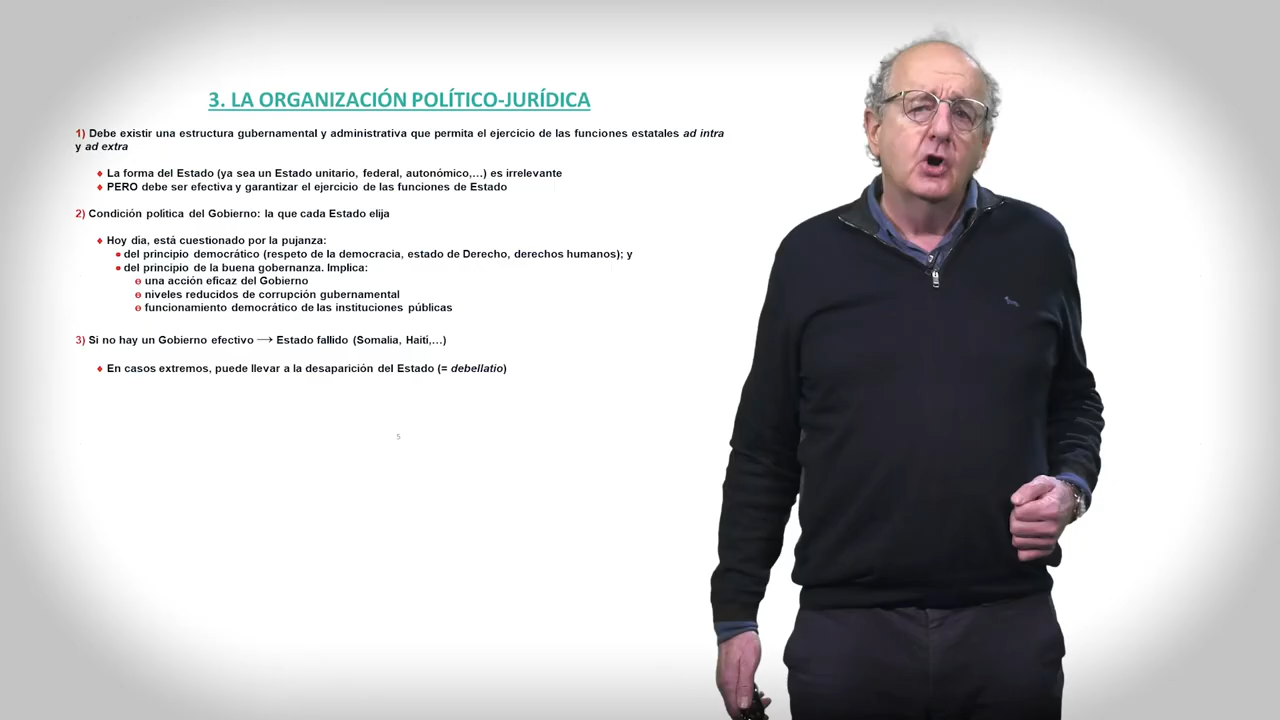 3. LA ORGANIZACIÓN POLÍTICO-JURÍDICA
1) Debe existir una estructura gubernamental y administrativa que permita el ejercicio de las funciones estatales ad intra
y ad extra
♦ La forma del Estado (ya sea un Estado unitario, federal, autonómico,...) es irrelevante
♦ PERO debe ser efectiva y garantizar el ejercicio de las funciones de Estado
2) Condición política del Gobierno: la que cada Estado elija
♦ Hoy día, está cuestionado por la pujanza:
● del principio democrático (respeto de la democracia, estado de Derecho, derechos humanos); y
● del principio de la buena gobernanza. Implica:
una acción eficaz del Gobierno
niveles reducidos de corrupción gubernamental
funcionamiento democrático de las instituciones públicas
3) Si no hay un Gobierno efectivo ⟶ Estado fallido (Somalia, Haití,...)
♦ En casos extremos, puede llevar a la desaparición del Estado (= debellatio)
5